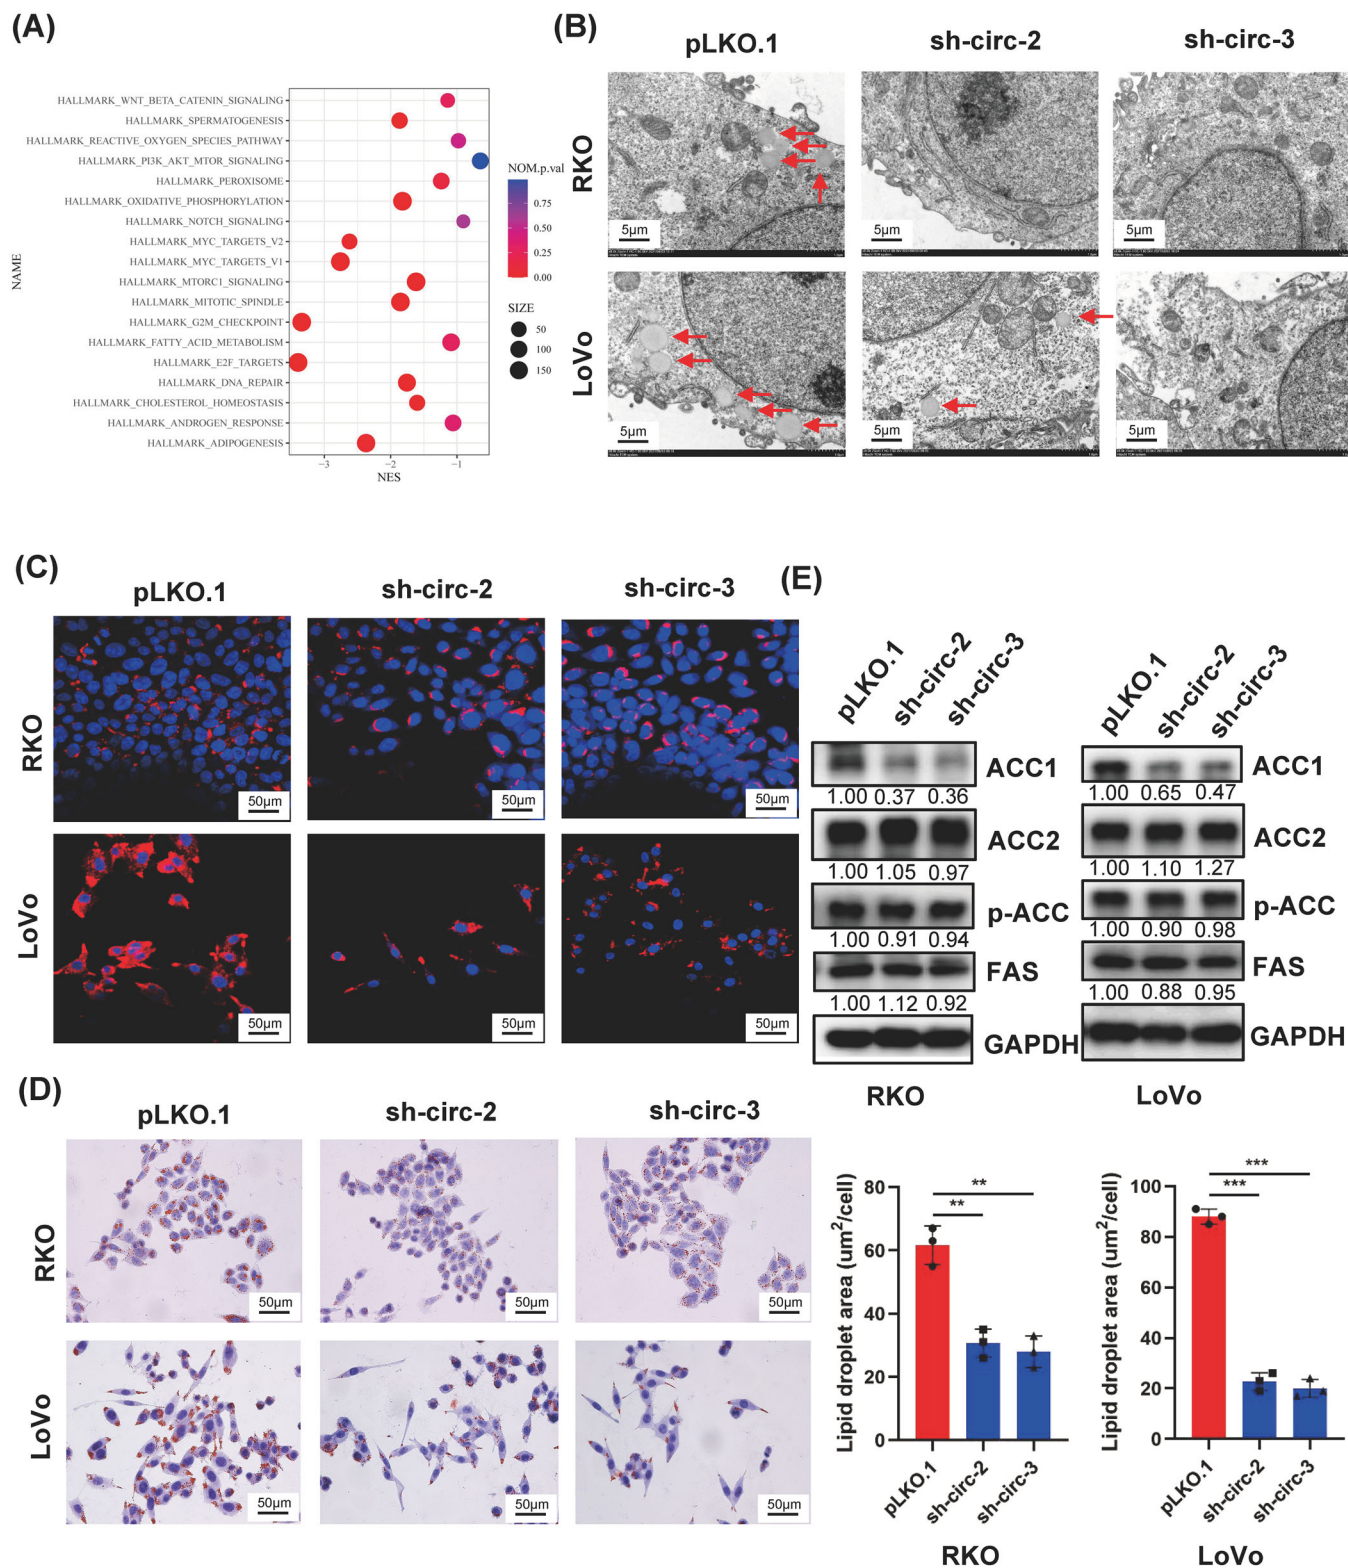 (A)
HALLMARK_WNT_BETA_CATENIN_SIGNALING
HALLMARK_SPERMATOGENESIS
HALLMARK_REACTIVE_OXYGEN_SPECIES_PATHWAY
HALLMARK_PI3K_AKT_MTOR_SIGNALING
HALLMARK_PEROXISOME
HALLMARK_OXIDATIVE_PHOSPHORYLATION
HALLMARK_NOTCH_SIGNALING
HALLMARK_MYC_TARGETS_V2
HALLMARK_MYC_TARGETS_V1
HALLMARK_MTORC1_SIGNALING
HALLMARK_MITOTIC_SPINDLE
HALLMARK_G2M_CHECKPOINT
HALLMARK_FATTY_ACID_METABOLISM
HALLMARK_E2F_TARGETS
HALLMARK_DNA_REPAIR
HALLMARK_CHOLESTEROL_HOMEOSTASIS
HALLMARK_ANDROGEN_RESPONSE
HALLMARK_ADIPOGENESIS
NAME
−3 −2 −1
NES
NOM.p.val
0.75
0.50
0.25
0.00
SIZE
50
100
150
(B)
pLKO.1 sh-circ-2 sh-circ-3
RKO
5μm 5μm 5μm
LoVo
5μm 5μm 5μm
(C)
pLKO.1 sh-circ-2 sh-circ-3
RKO
50μm 50μm 50μm
LoVo
50μm 50μm 50μm
(E)
pLKO.1 sh-circ-2 sh-circ-3
ACC1
1.00 0.37 0.36
ACC2
1.00 1.05 0.97
p-ACC
1.00 0.91 0.94
FAS
1.00 1.12 0.92
GAPDH
RKO
pLKO.1 sh-circ-2 sh-circ-3
ACC1
1.00 0.65 0.47
ACC2
1.00 1.10 1.27
p-ACC
1.00 0.90 0.98
FAS
1.00 0.88 0.95
GAPDH
LoVo
(D)
pLKO.1 sh-circ-2 sh-circ-3
RKO
50μm 50μm 50μm
LoVo
50μm 50μm 50μm
Lipid droplet area (um²/cell)
80
60
40
20
0
**
**
pLKO.1 sh-circ-2 sh-circ-3
RKO
Lipid droplet area (um²/cell)
100
80
60
40
20
0
***
***
pLKO.1 sh-circ-2 sh-circ-3
LoVo